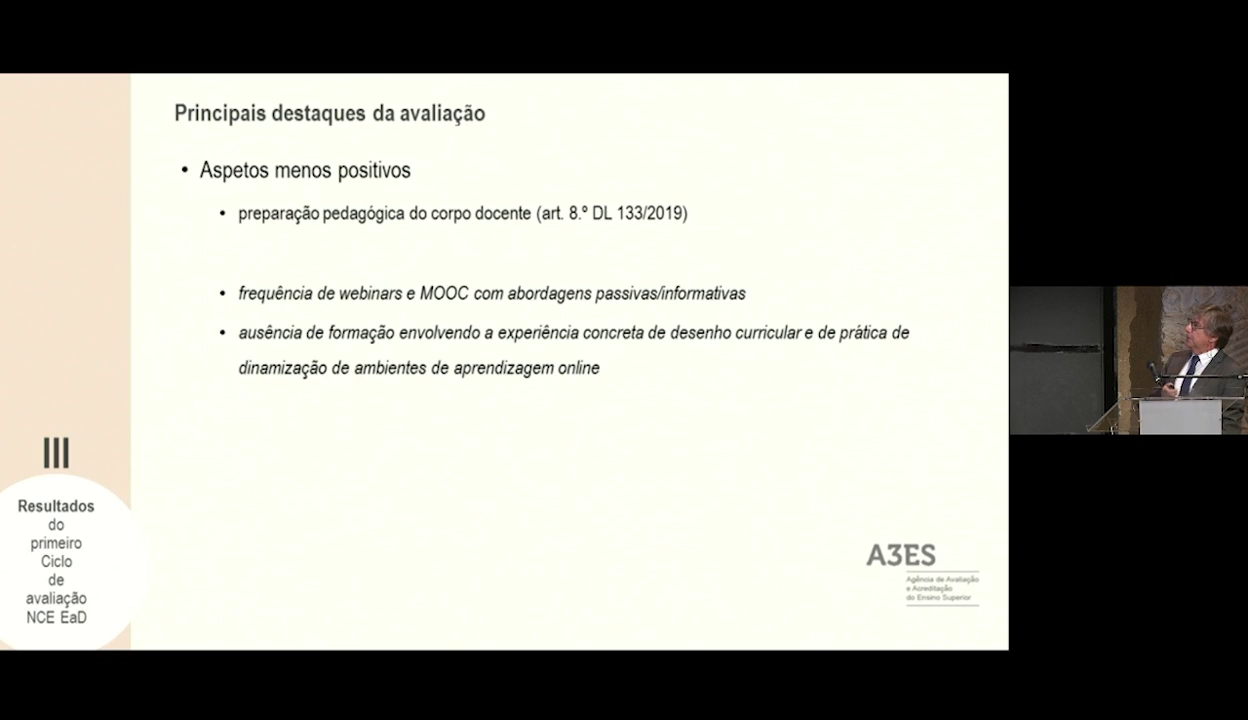 Principais destaques da avaliação
• Aspetos menos positivos
• preparação pedagógica do corpo docente (art. 8.º DL 133/2019)
• frequência de webinars e MOOC com abordagens passivas/informativas
• ausência de formação envolvendo a experiência concreta de desenho curricular e de prática de
dinamização de ambientes de aprendizagem online
III
Resultados
do
primeiro
Ciclo
de
avaliação
NCE EaD
A3ES
Agência de Avaliação
e Acreditação
do Ensino Superior